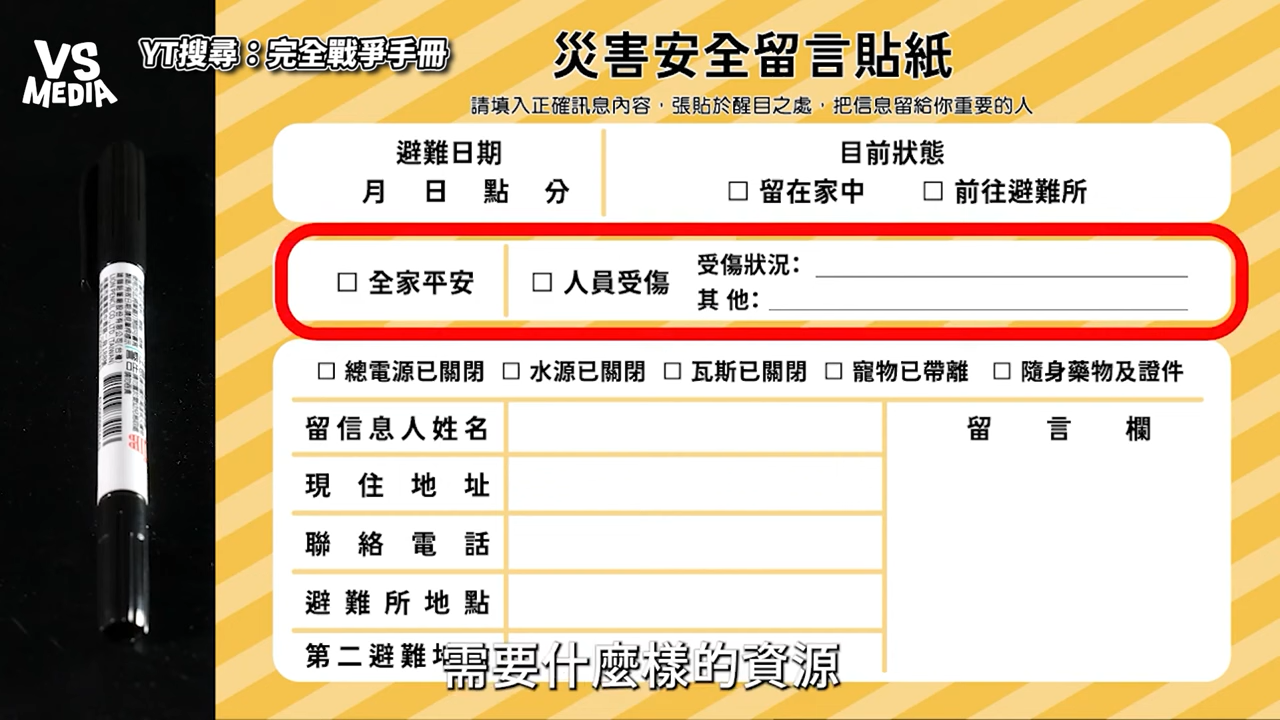 VS
MEDIA
YT搜尋：完全戰爭手冊
災害安全留言貼紙
請填入正確訊息內容，張貼於醒目之處，把信息留給你重要的人
避難日期
月 日 點 分
目前狀態
□ 留在家中 □ 前往避難所
□ 全家平安
□ 人員受傷
受傷狀況：
其 他：
□ 總電源已關閉 □ 水源已關閉 □ 瓦斯已關閉 □ 寵物已帶離 □ 隨身藥物及證件
留信息人姓名
現住地址
聯絡電話
避難所地點
第二避難地
留言欄
需要什麼樣的資源